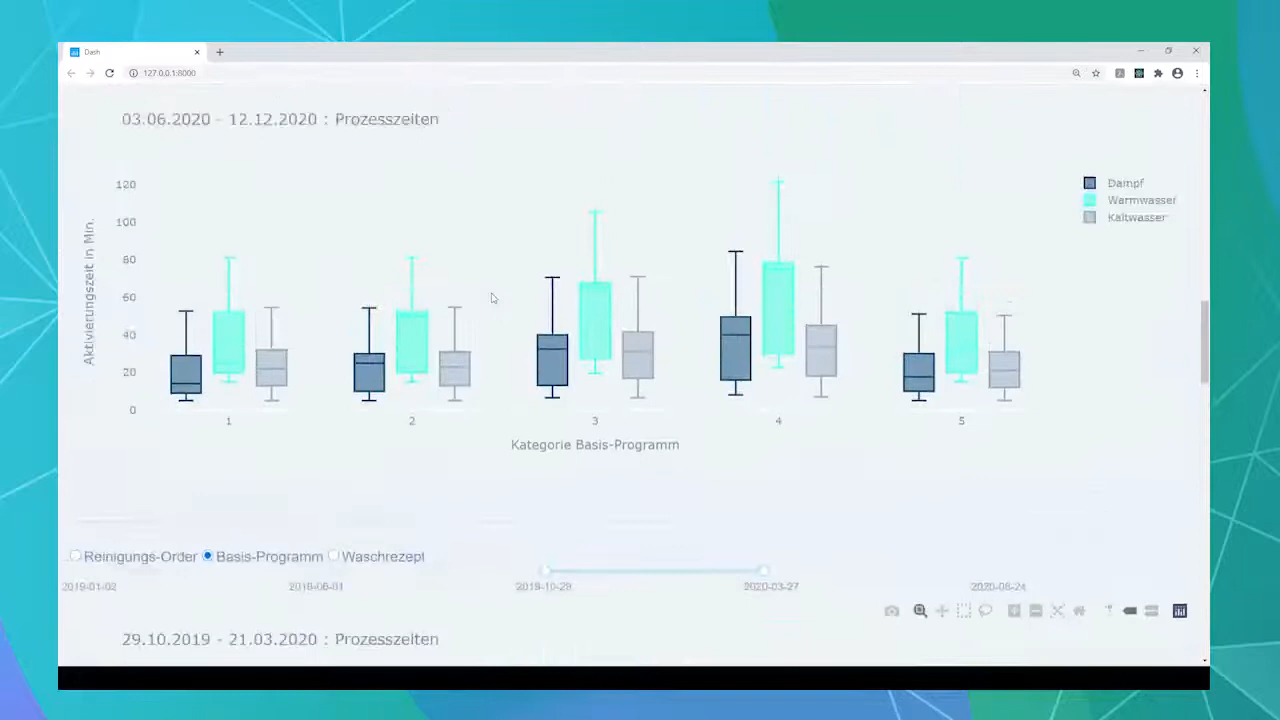 Dash
127.0.0.1:8000
03.06.2020 - 12.12.2020 : Prozesszeiten
Dampf
Warmwasser
Kaltwasser
Aktivierungszeit in Min.
120
100
80
60
40
20
0
1 2 3 4 5
Kategorie Basis-Programm
Reinigungs-Order Basis-Programm Waschrezept
2019-01-02 2019-06-01 2019-10-29 2020-03-27 2020-08-24
29.10.2019 - 21.03.2020 : Prozesszeiten